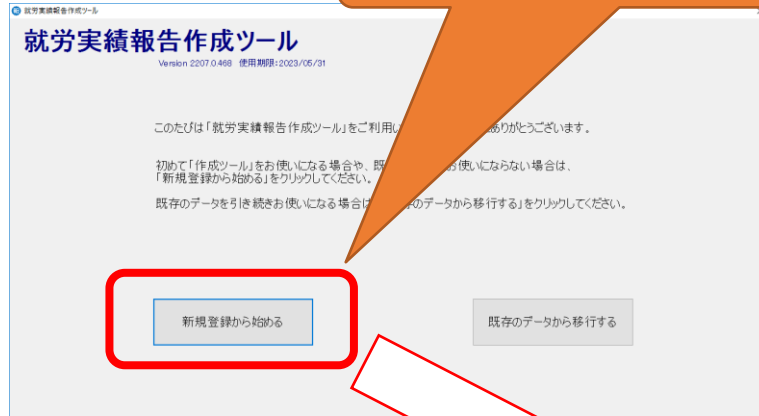 就労実績報告作成ツール
就労実績報告作成ツール
Version 2207.0.468 使用期限:2023/05/31
このたびは「就労実績報告作成ツール」をご利用い
ありがとうございます。
初めて「作成ツール」をお使いになる場合や、既
お使いにならない場合は、
「新規登録から始める」をクリックしてください。
既存のデータを引き続きお使いになる場合は
のデータから移行する」をクリックしてください。
新規登録から始める
既存のデータから移行する